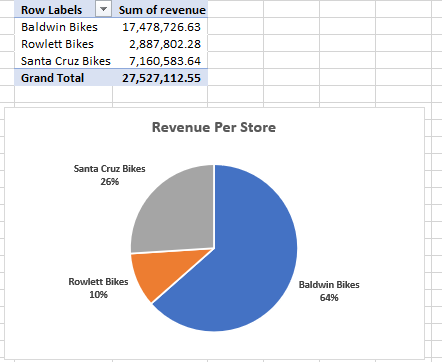 Row Labels Sum of revenue
Baldwin Bikes 17,478,726.63
Rowlett Bikes 2,887,802.28
Santa Cruz Bikes 7,160,583.64
Grand Total 27,527,112.55
Revenue Per Store
Santa Cruz Bikes
26%
Rowlett Bikes
10%
Baldwin Bikes
64%